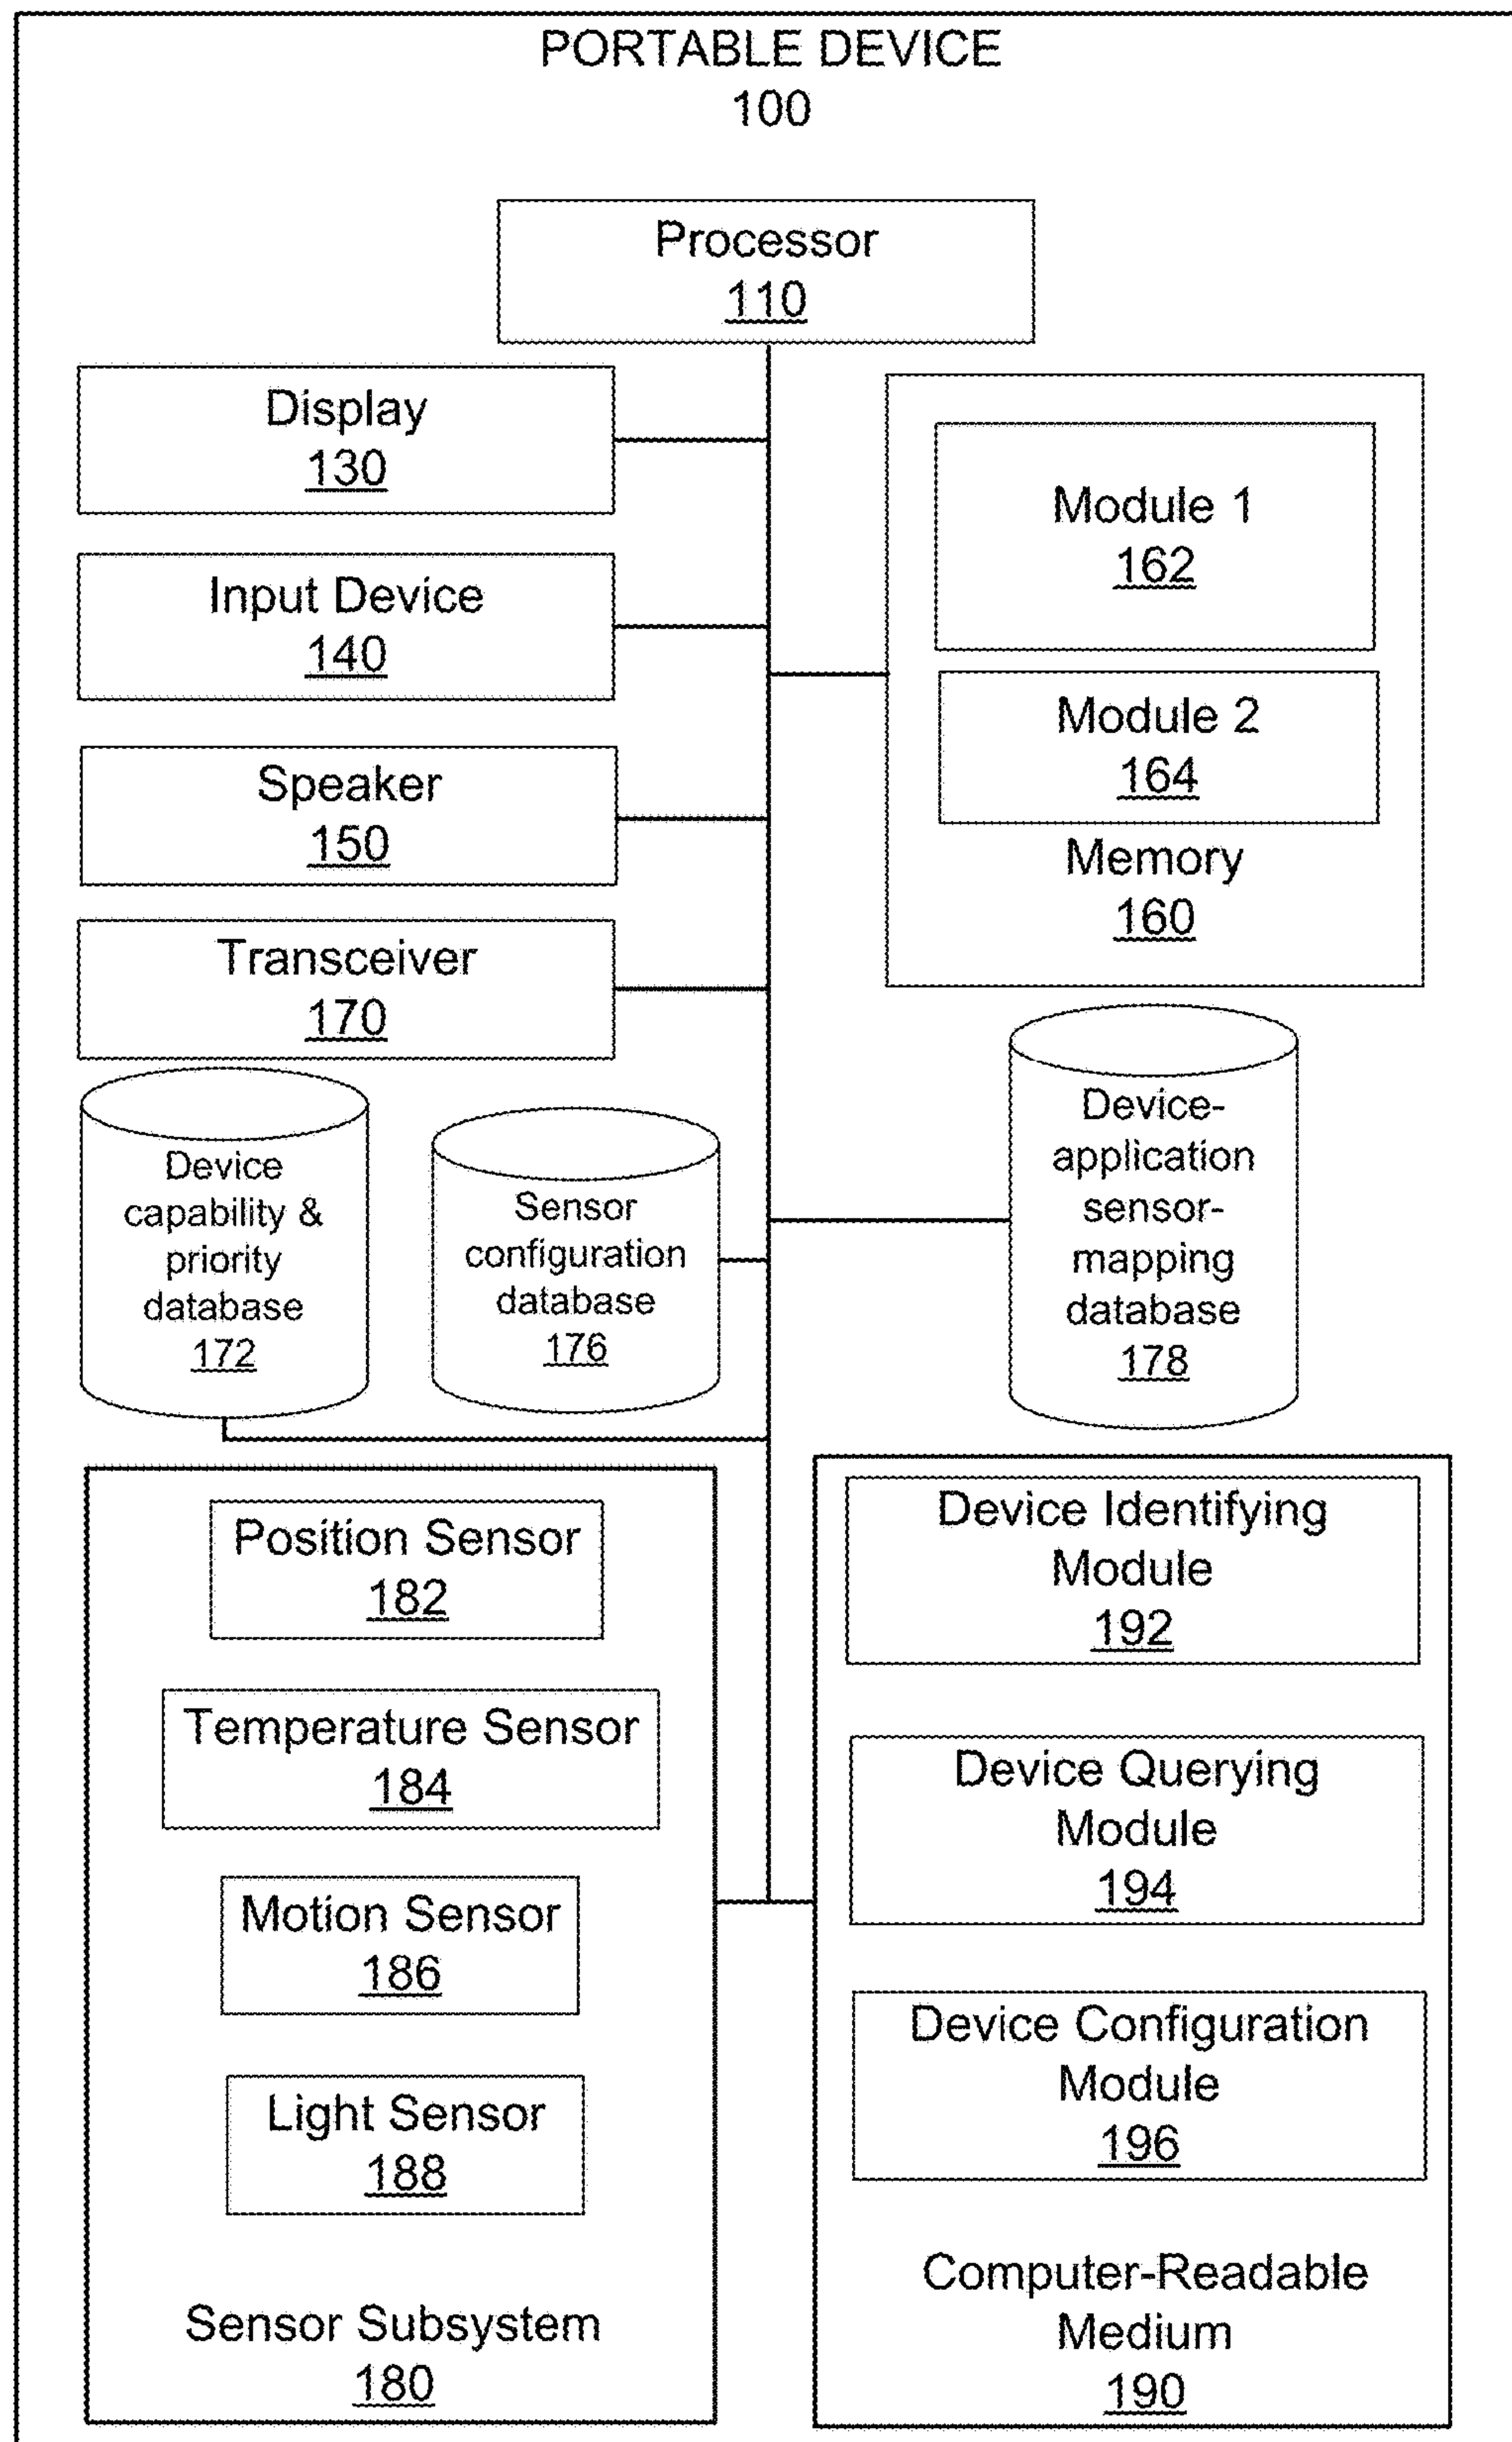 PORTABLE DEVICE
100
Processor
110
Display
130
Input Device
140
Speaker
150
Transceiver
170
Module 1
162
Module 2
164
Memory
160
Device
capability &
priority
database
172
Sensor
configuration
database
176
Device-
application
sensor-
mapping
database
178
Position Sensor
182
Temperature Sensor
184
Motion Sensor
186
Light Sensor
188
Sensor Subsystem
180
Device Identifying
Module
192
Device Querying
Module
194
Device Configuration
Module
196
Computer-Readable
Medium
190